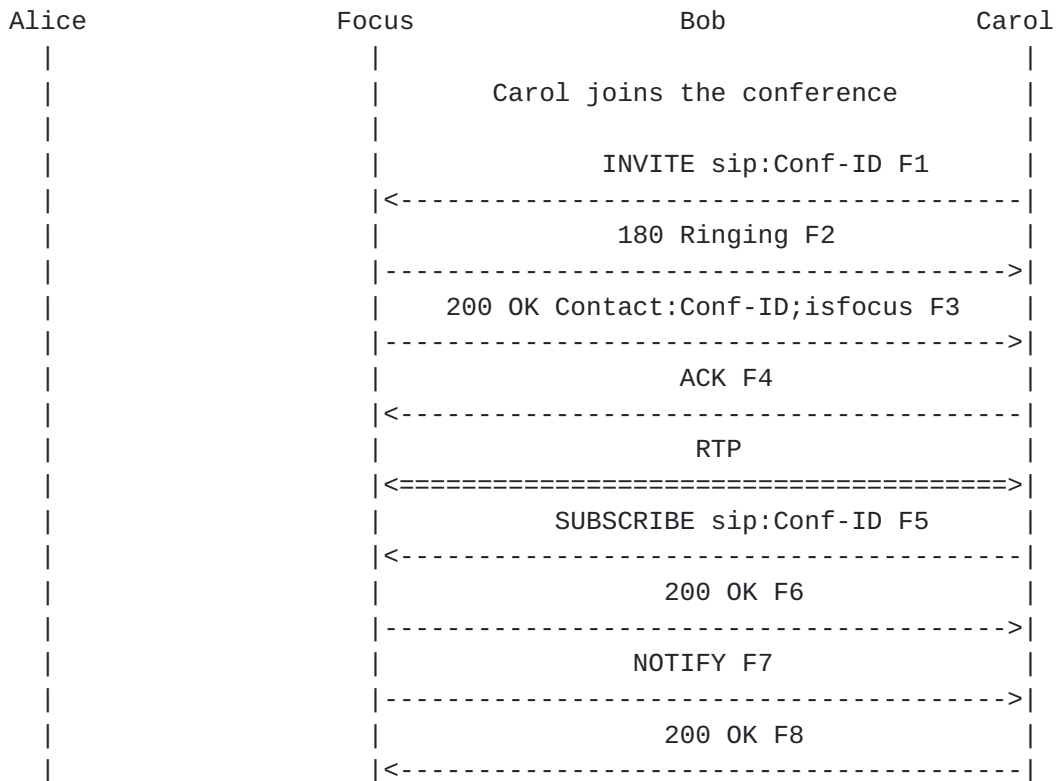 Alice Focus Bob Carol
Carol joins the conference
INVITE sip:Conf-ID F1
180 Ringing F2
200 OK Contact:Conf-ID;isfocus F3
ACK F4
RTP
SUBSCRIBE sip:Conf-ID F5
200 OK F6
NOTIFY F7
200 OK F8